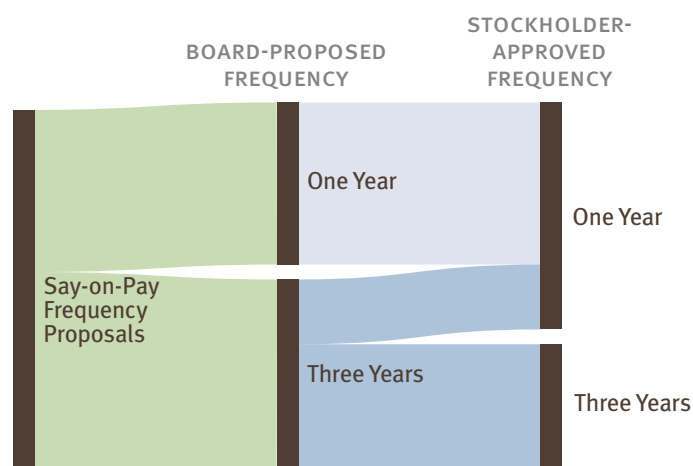 BOARD-PROPOSED
FREQUENCY
STOCKHOLDER-
APPROVED
FREQUENCY
One Year
One Year
Say-on-Pay
Frequency
Proposals
Three Years
Three Years